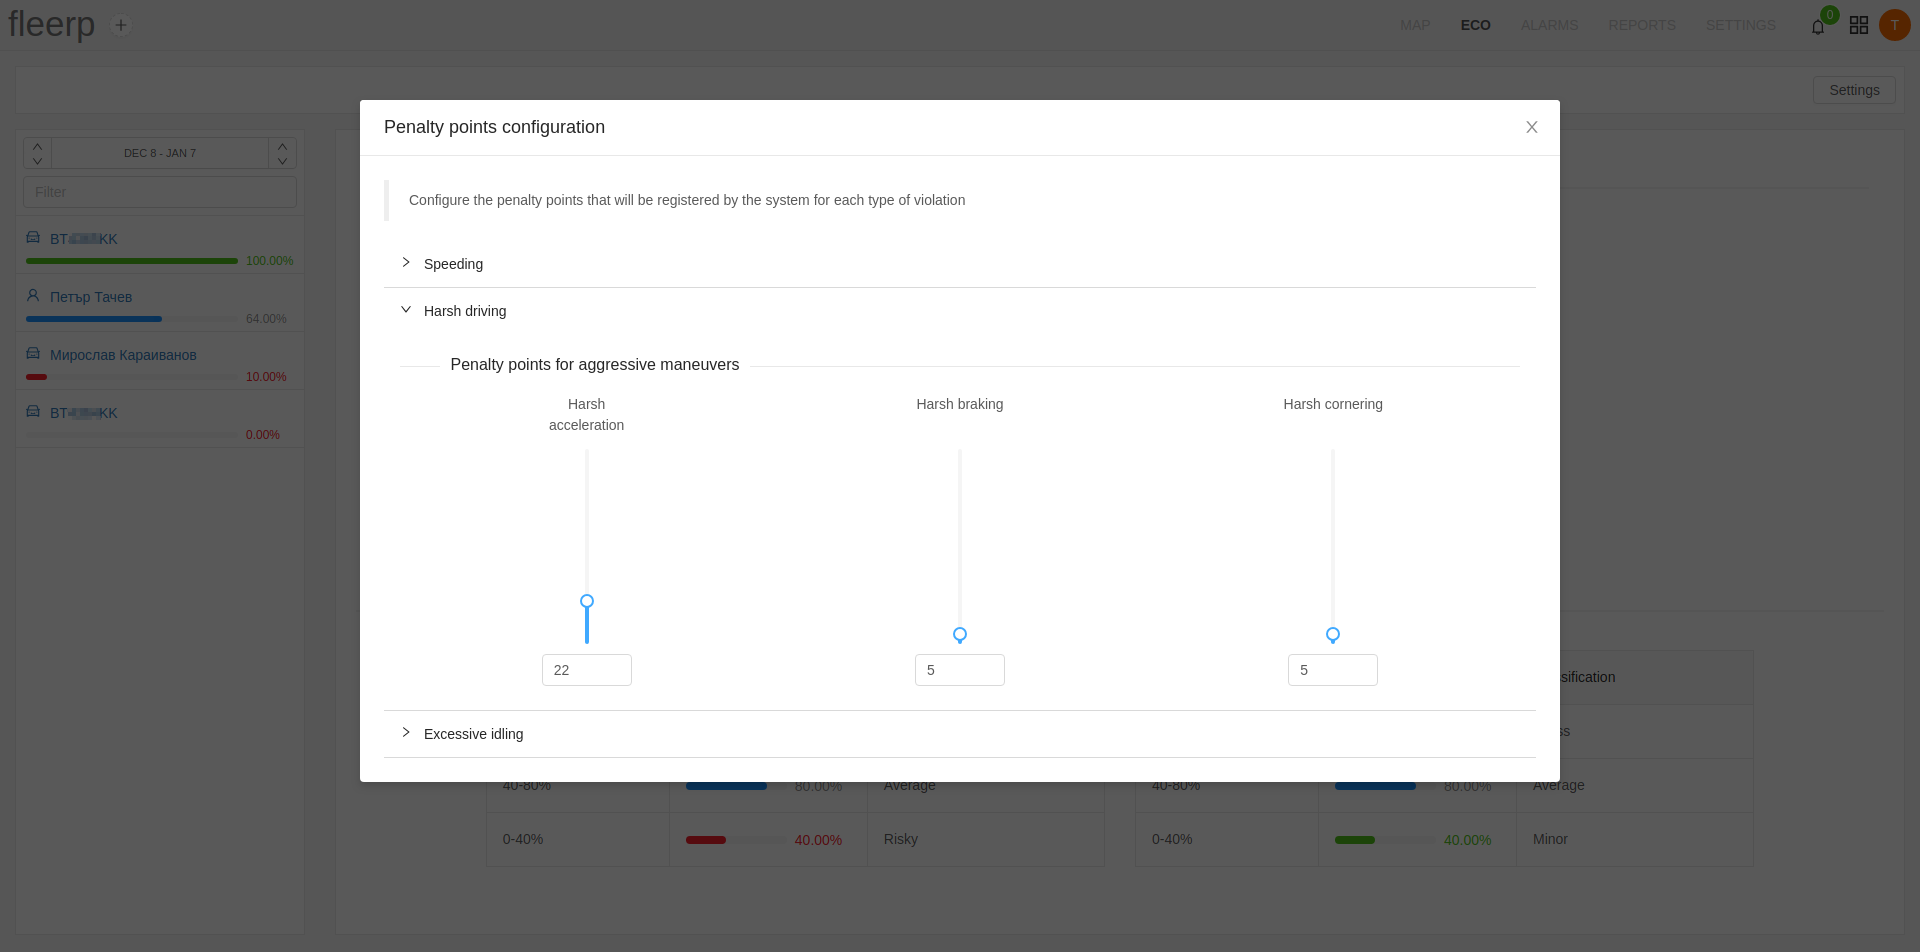 fleerp
MAP ECO ALARMS REPORTS SETTINGS 0 T
Settings
DEC 8 - JAN 7
Filter
BT KK
100.00%
Петър Тачев
64.00%
Мирослав Караиванов
10.00%
BT KK
0.00%
Penalty points configuration
Configure the penalty points that will be registered by the system for each type of violation
Speeding
Harsh driving
Penalty points for aggressive maneuvers
Harsh
acceleration
Harsh braking
Harsh cornering
22
5
5
Excessive idling
40-80% 80.00% Average
0-40% 40.00% Risky
40-80% 80.00% Average
0-40% 40.00% Minor